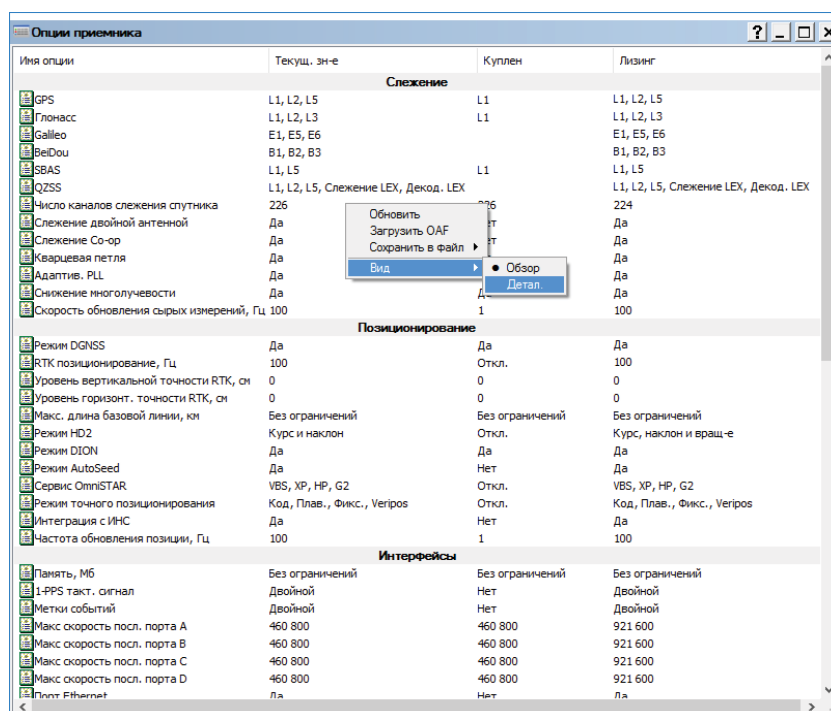 Опции приемника
Имя опции Текущ. зн-е Куплен Лизинг
Слежение
GPS L1, L2, L5 L1 L1, L2, L5
Глонасс L1, L2, L3 L1 L1, L2, L3
Galileo E1, E5, E6 E1, E5, E6
BeiDou B1, B2, B3 B1, B2, B3
SBAS L1, L5 L1 L1, L5
QZSS L1, L2, L5, Слежение LEX, Декод. LEX L1, L2, L5, Слежение LEX, Декод. LEX
Число каналов слежения спутника 226 224
Обновить
Слежение двойной антенной Да Да
Загрузить OAF
Слежение Co-op Да Да
Сохранить в файл
Кварцевая петля Да Да
Вид Обзор
Адаптив. PLL Да Да
Детал.
Снижение многолучевости Да Да
Скорость обновления сырых измерений, Гц 100 1 100
Позиционирование
Режим DGNSS Да Да Да
RTK позиционирование, Гц 100 Откл. 100
Уровень вертикальной точности RTK, см 0 0 0
Уровень горизонт. точности RTK, см 0 0 0
Макс. длина базовой линии, км Без ограничений Без ограничений Без ограничений
Режим HD2 Курс и наклон Откл. Курс, наклон и вращ-е
Режим DION Да Да Да
Режим AutoSeed Да Нет Да
Сервис OmniSTAR VBS, XP, HP, G2 Откл. VBS, XP, HP, G2
Режим точного позиционирования Код, Плав., Фикс., Veripos Откл. Код, Плав., Фикс., Veripos
Интеграция с ИНС Да Нет Да
Частота обновления позиции, Гц 100 1 100
Интерфейсы
Память, Мб Без ограничений Без ограничений Без ограничений
1-PPS такт. сигнал Двойной Нет Двойной
Метки событий Двойной Нет Двойной
Макс скорость посл. порта A 460 800 460 800 921 600
Макс скорость посл. порта B 460 800 460 800 921 600
Макс скорость посл. порта C 460 800 460 800 921 600
Макс скорость посл. порта D 460 800 460 800 921 600
Порт Ethernet Да Нет Да